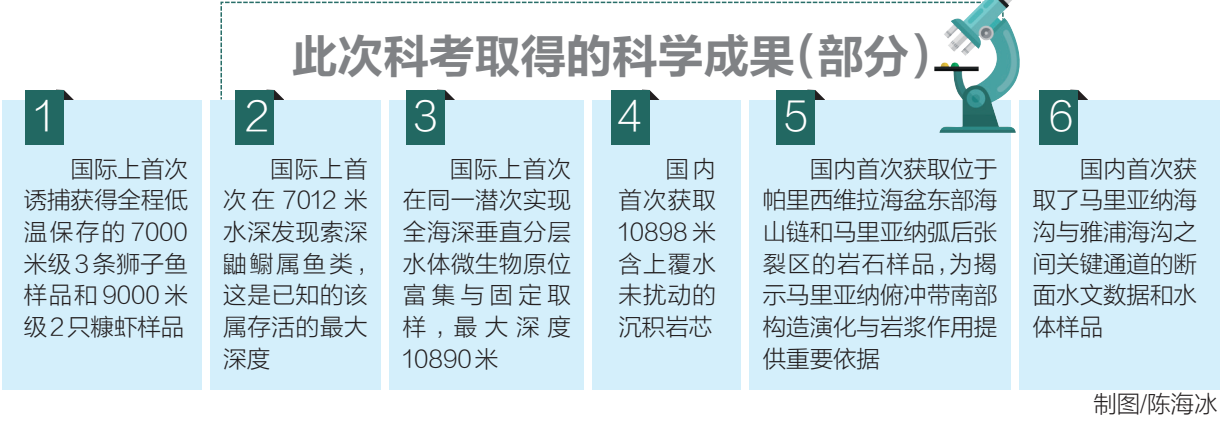 此次科考取得的科学成果(部分)
1
国际上首次
诱捕获得全程低
温保存的7000
米级3条狮子鱼
样品和9000米
级2只糠虾样品
2
国际上首
次在7012米
水深发现索深
鼬鳚属鱼类，
这是已知的该
属存活的最大
深度
3
国际上首次
在同一潜次实现
全海深垂直分层
水体微生物原位
富集与固定取
样，最大深度
10890米
4
国内
首次获取
10898米
含上覆水
未扰动的
沉积岩芯
5
国内首次获取位于
帕里西维拉海盆东部海
山链和马里亚纳弧后张
裂区的岩石样品，为揭
示马里亚纳俯冲带南部
构造演化与岩浆作用提
供重要依据
6
国内首次获
取了马里亚纳海
沟与雅浦海沟之
间关键通道的断
面水文数据和水
体样品
制图/陈海冰